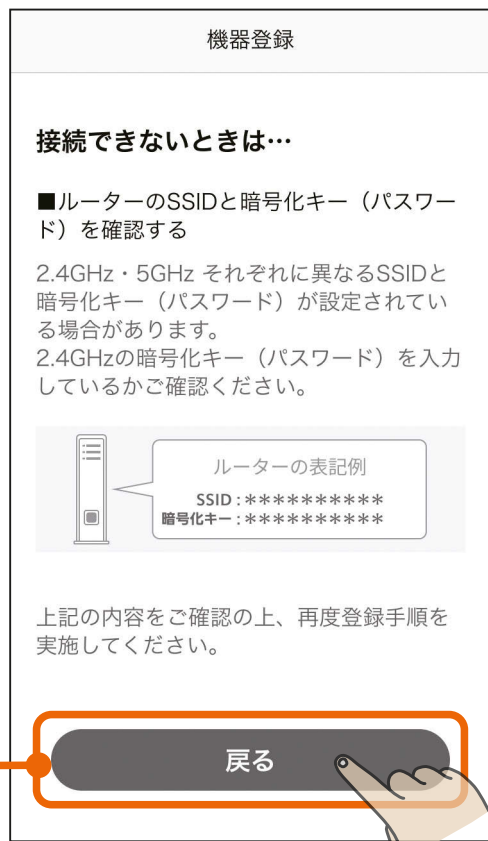 機器登録
接続できないときは…
■ルーターのSSIDと暗号化キー（パスワー
ド）を確認する
2.4GHz・5GHz それぞれに異なるSSIDと
暗号化キー（パスワード）が設定されてい
る場合があります。
2.4GHzの暗号化キー（パスワード）を入力
しているかご確認ください。
ルーターの表記例
SSID：**********
暗号化キー：**********
上記の内容をご確認の上、再度登録手順を
実施してください。
戻る